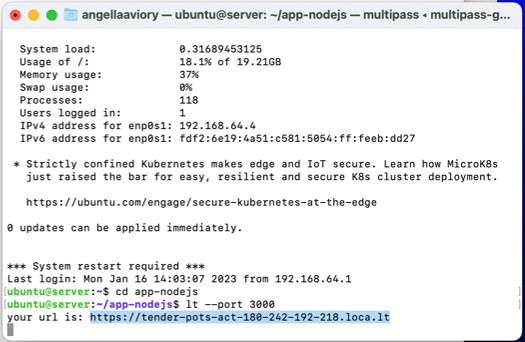 angellaaviory — ubuntu@server: ~/app-nodejs — multipass ◂ multipass-g...
System load: 0.31689453125
Usage of /: 18.1% of 19.21GB
Memory usage: 37%
Swap usage: 0%
Processes: 118
Users logged in: 1
IPv4 address for enp0s1: 192.168.64.4
IPv6 address for enp0s1: fdf2:6e19:4a51:c581:5054:ff:feeb:dd27
* Strictly confined Kubernetes makes edge and IoT secure. Learn how MicroK8s
just raised the bar for easy, resilient and secure K8s cluster deployment.
https://ubuntu.com/engage/secure-kubernetes-at-the-edge
0 updates can be applied immediately.
*** System restart required ***
Last login: Mon Jan 16 14:03:07 2023 from 192.168.64.1
[ubuntu@server:~$ cd app-nodejs ]
[ubuntu@server:~/app-nodejs$ lt --port 3000 ]
your url is: https://tender-pots-act-180-242-192-218.loca.lt